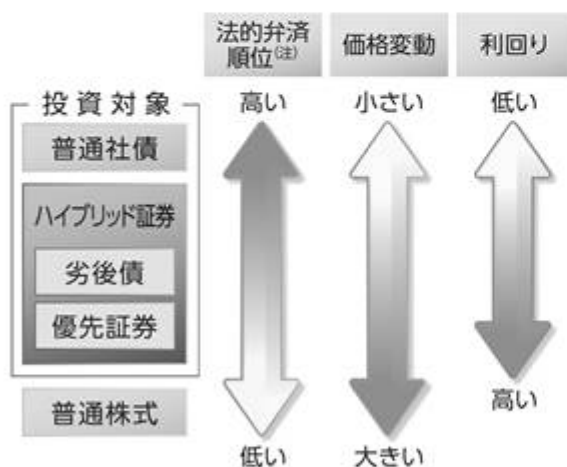 法的弁済
順位(注)
価格変動
利回り
投資対象
高い
小さい
低い
普通社債
ハイブリッド証券
劣後債
優先証券
普通株式
高い
低い
大きい